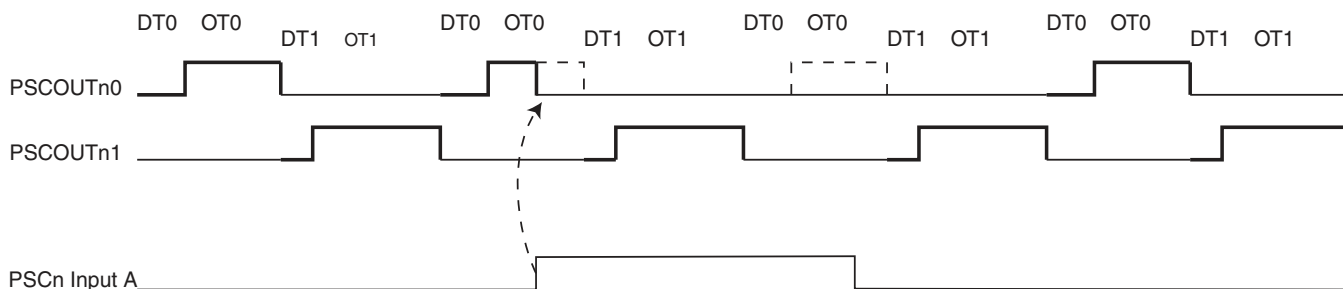 DT0 OT0 DT0 OT0 DT0 OT0 DT0 OT0
DT1 OT1 DT1 OT1 DT1 OT1 DT1 OT1
PSCOUTn0
PSCOUTn1
PSCn Input A